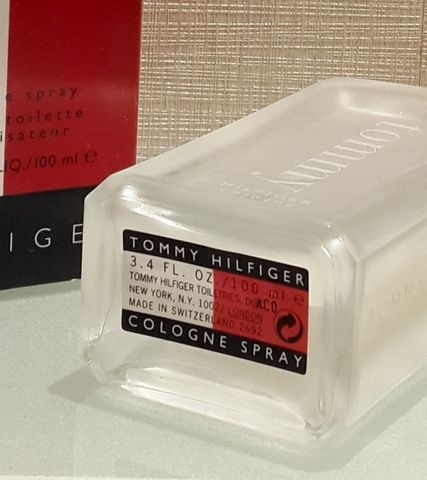 e spray
toilette
isateur
LIQ./100 ml e
IGE
tommy
HILFIGER
TOMMY HILFIGER
3.4 FL. OZ./100 ml e
TOMMY HILFIGER TOILETRIES, DIST.
ACO
NEW YORK, N.Y. 10022 LONDON
MADE IN SWITZERLAND 2692
COLOGNE SPRAY